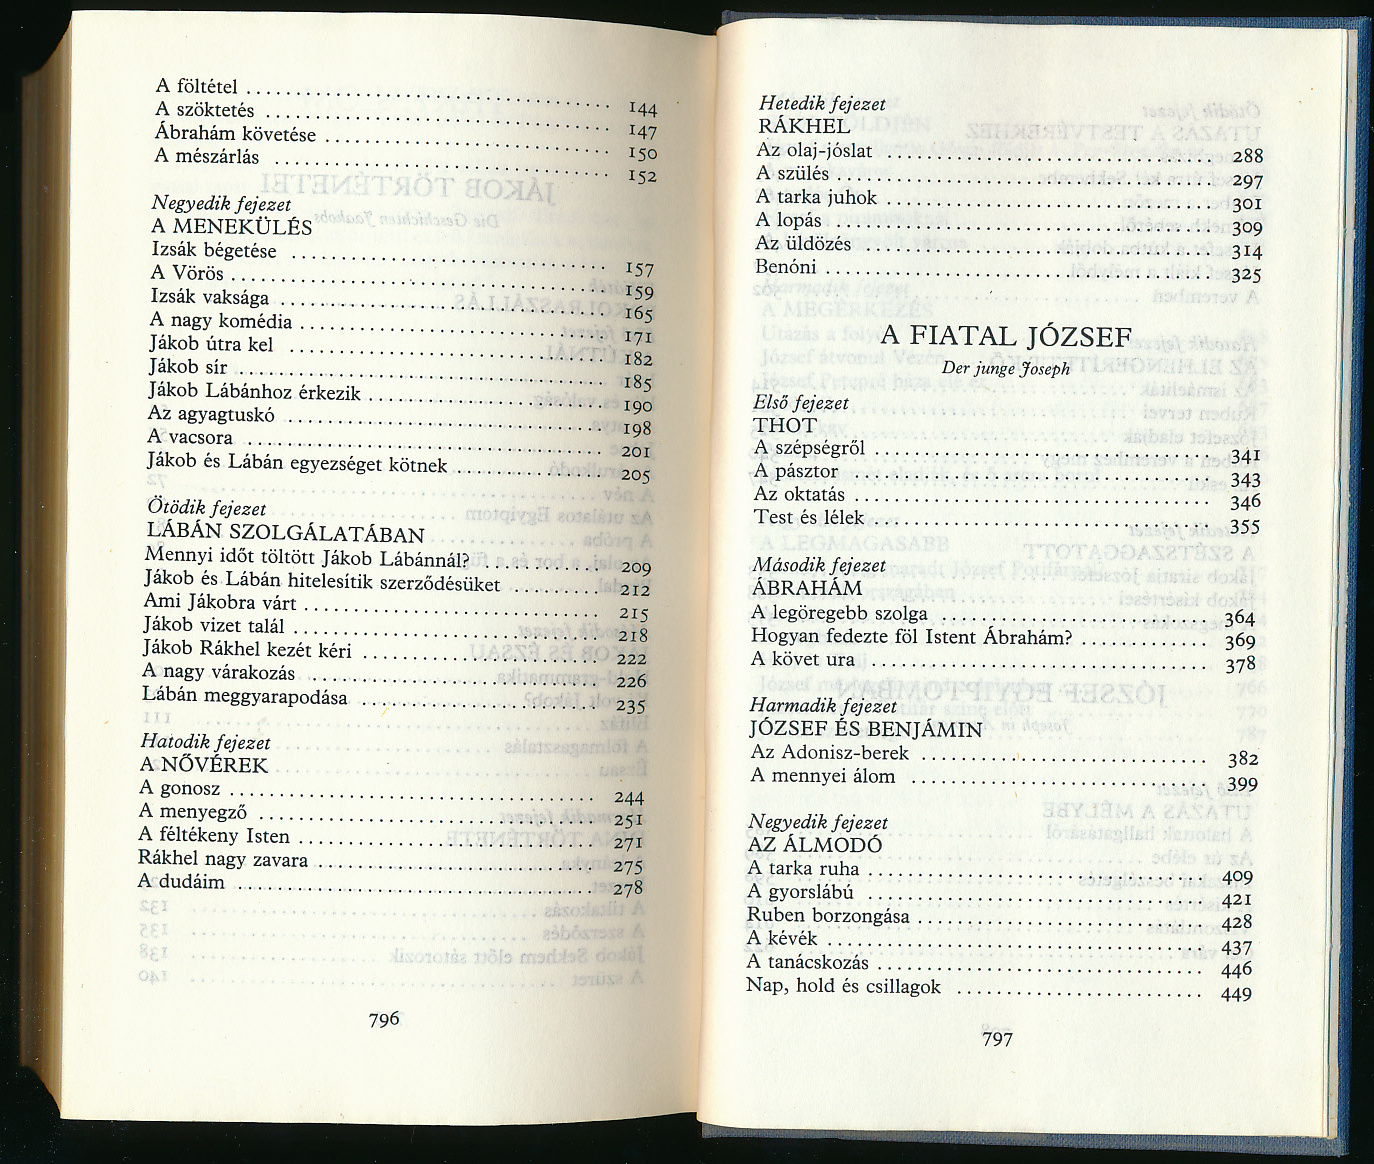 A föltétel . . . . . . . . . . 144
A szöktetés . . . . . . . . . . 147
Ábrahám követése . . . . . . . . . . 150
A mészárlás . . . . . . . . . . 152
Negyedik fejezet
A MENEKÜLÉS
Izsák bégetése . . . . . . . . . . 157
A Vörös . . . . . . . . . . 159
Izsák vaksága . . . . . . . . . . 165
A nagy komédia . . . . . . . . . . 171
Jákob útra kel . . . . . . . . . . 182
Jákob sír . . . . . . . . . . 185
Jákob Lábánhoz érkezik . . . . . . . . . . 190
Az agyagtuskó . . . . . . . . . . 198
A vacsora . . . . . . . . . . 201
Jákob és Lábán egyezséget kötnek . . . . . . . . . . 205
Ötödik fejezet
LÁBÁN SZOLGÁLATÁBAN
Mennyi időt töltött Jákob Lábánnál? . . . . . . . . . . 209
Jákob és Lábán hitelesítik szerződésüket . . . . . . . . . . 212
Ami Jákobra várt . . . . . . . . . . 215
Jákob vizet talál . . . . . . . . . . 218
Jákob Rákhel kezét kéri . . . . . . . . . . 222
A nagy várakozás . . . . . . . . . . 226
Lábán meggyarapodása . . . . . . . . . . 235
Hatodik fejezet
A NŐVÉREK
A gonosz . . . . . . . . . . 244
A menyegző . . . . . . . . . . 251
A féltékeny Isten . . . . . . . . . . 271
Rákhel nagy zavara . . . . . . . . . . 275
A dudáim . . . . . . . . . . 278
796
Hetedik fejezet
RÁKHEL
Az olaj-jóslat . . . . . . . . . . 288
A szülés . . . . . . . . . . 297
A tarka juhok . . . . . . . . . . 301
A lopás . . . . . . . . . . 309
Az üldözés . . . . . . . . . . 314
Benóni . . . . . . . . . . 325
A FIATAL JÓZSEF
Der junge Joseph
Első fejezet
THOT
A szépségről . . . . . . . . . . 341
A pásztor . . . . . . . . . . 343
Az oktatás . . . . . . . . . . 346
Test és lélek . . . . . . . . . . 355
Második fejezet
ÁBRAHÁM
A legöregebb szolga . . . . . . . . . . 364
Hogyan fedezte föl Istent Ábrahám? . . . . . . . . . . 369
A követ ura . . . . . . . . . . 378
Harmadik fejezet
JÓZSEF ÉS BENJÁMIN
Az Adonisz-berek . . . . . . . . . . 382
A mennyei álom . . . . . . . . . . 399
Negyedik fejezet
AZ ÁLMODÓ
A tarka ruha . . . . . . . . . . 409
A gyorslábú . . . . . . . . . . 421
Ruben borzongása . . . . . . . . . . 428
A kévék . . . . . . . . . . 437
A tanácskozás . . . . . . . . . . 446
Nap, hold és csillagok . . . . . . . . . . 449
797